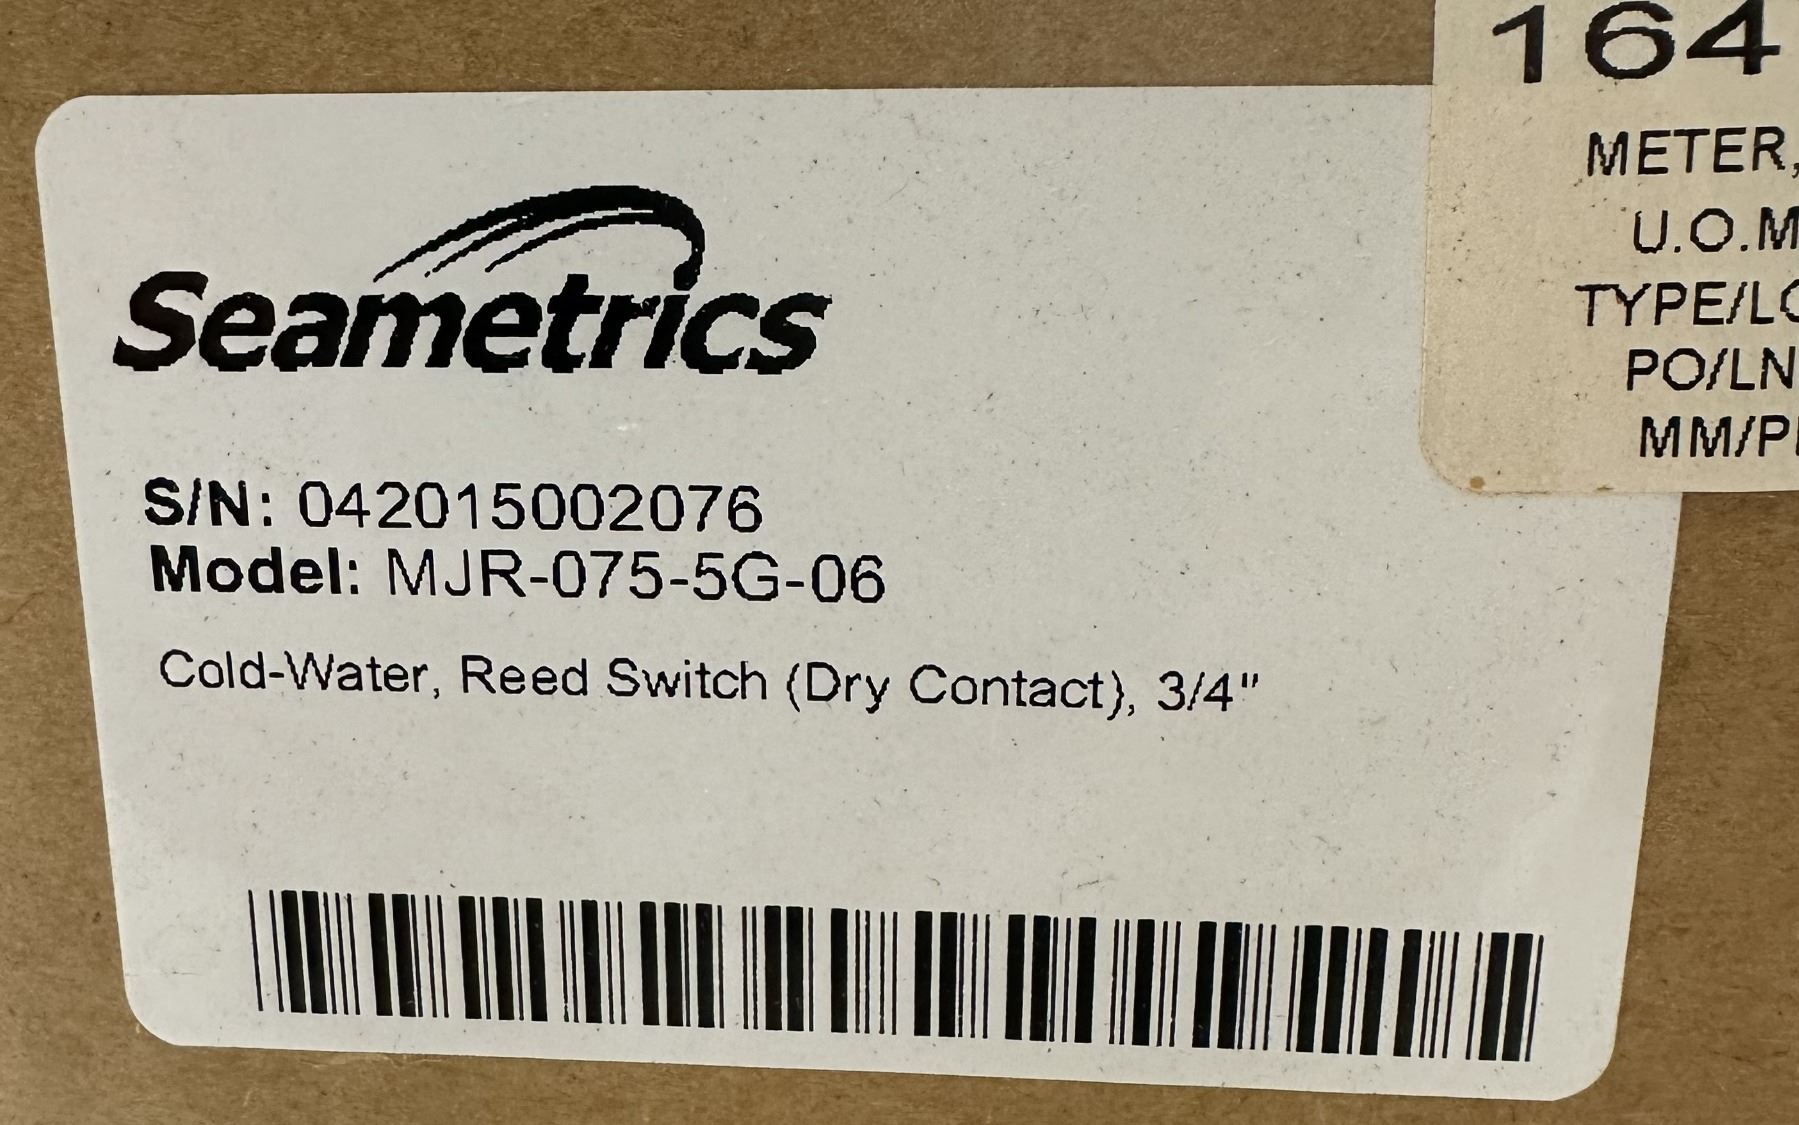 Seametrics
S/N: 042015002076
Model: MJR-075-5G-06
Cold-Water, Reed Switch (Dry Contact), 3/4"
164
METER,
U.O.M
TYPE/LO
PO/LN
MM/P